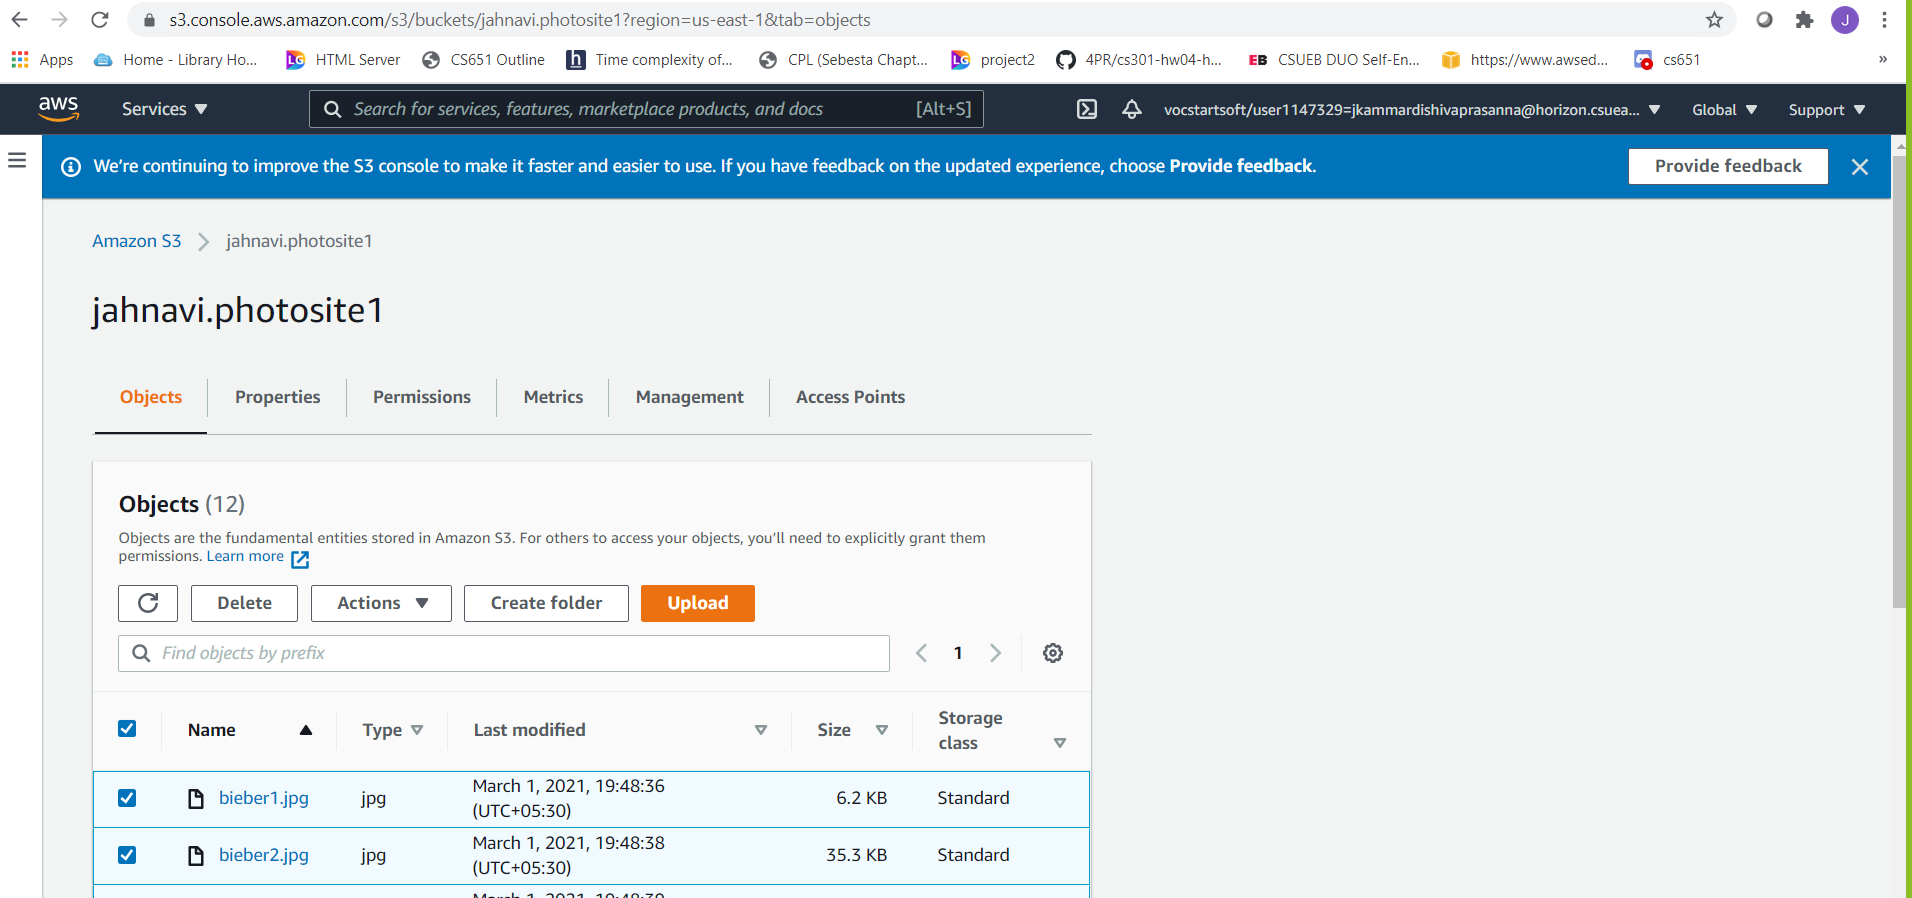 s3.console.aws.amazon.com/s3/buckets/jahnavi.photosite1?region=us-east-1&tab=objects
J
Apps Home - Library Ho... HTML Server CS651 Outline h Time complexity of... CPL (Sebesta Chapt... project2 4PR/cs301-hw04-h... EB CSUEB DUO Self-En... https://www.awsed... cs651 »
aws Services Search for services, features, marketplace products, and docs [Alt+S] vocstartsoft/user1147329=jkammardishivaprasanna@horizon.csuea... Global Support
We're continuing to improve the S3 console to make it faster and easier to use. If you have feedback on the updated experience, choose Provide feedback. Provide feedback
Amazon S3 jahnavi.photosite1
jahnavi.photosite1
Objects Properties Permissions Metrics Management Access Points
Objects (12)
Objects are the fundamental entities stored in Amazon S3. For others to access your objects, you'll need to explicitly grant them
permissions. Learn more
Delete Actions Create folder Upload
Find objects by prefix 1
Name Type Last modified Size Storage
class
bieber1.jpg jpg March 1, 2021, 19:48:36 6.2 KB Standard
(UTC+05:30)
bieber2.jpg jpg March 1, 2021, 19:48:38 35.3 KB Standard
(UTC+05:30)